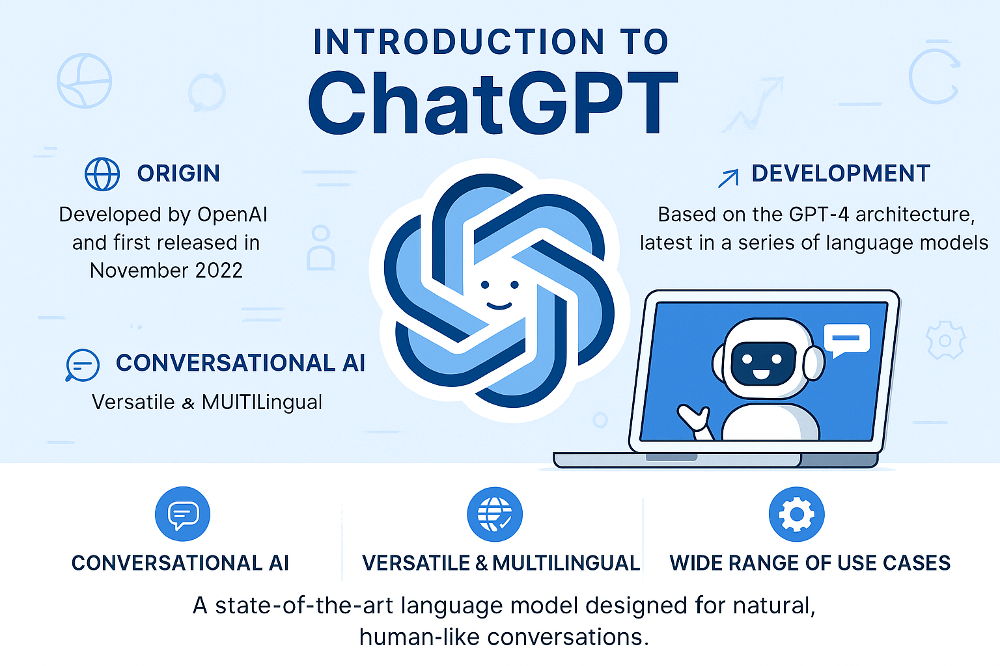 INTRODUCTION TO
ChatGPT
ORIGIN
Developed by OpenAI
and first released in
November 2022
DEVELOPMENT
Based on the GPT-4 architecture,
latest in a series of language models
CONVERSATIONAL AI
Versatile & MUITILingual
CONVERSATIONAL AI
VERSATILE & MULTILINGUAL
WIDE RANGE OF USE CASES
A state-of-the-art language model designed for natural,
human-like conversations.